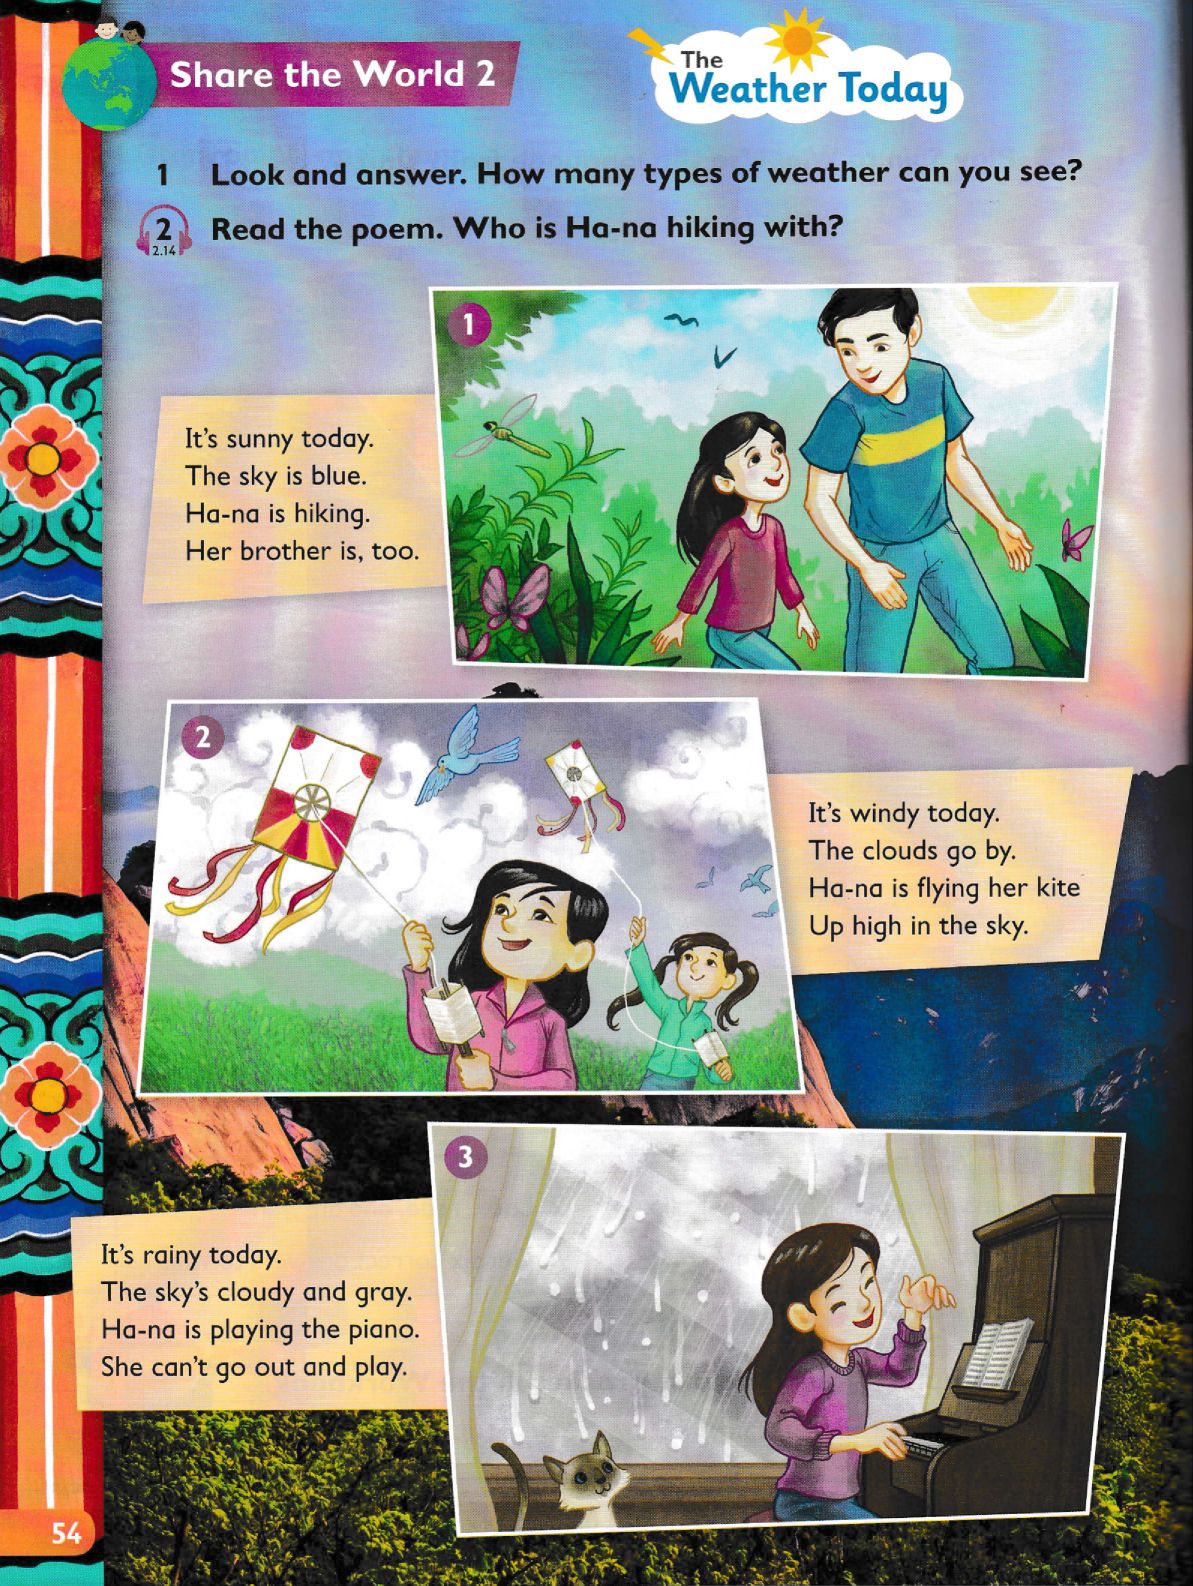 Share the World 2
The
Weather Today
1 Look and answer. How many types of weather can you see?
2 Read the poem. Who is Ha-na hiking with?
2.14
1
It's sunny today.
The sky is blue.
Ha-na is hiking.
Her brother is, too.
2
It's windy today.
The clouds go by.
Ha-na is flying her kite
Up high in the sky.
3
It's rainy today.
The sky's cloudy and gray.
Ha-na is playing the piano.
She can't go out and play.
54